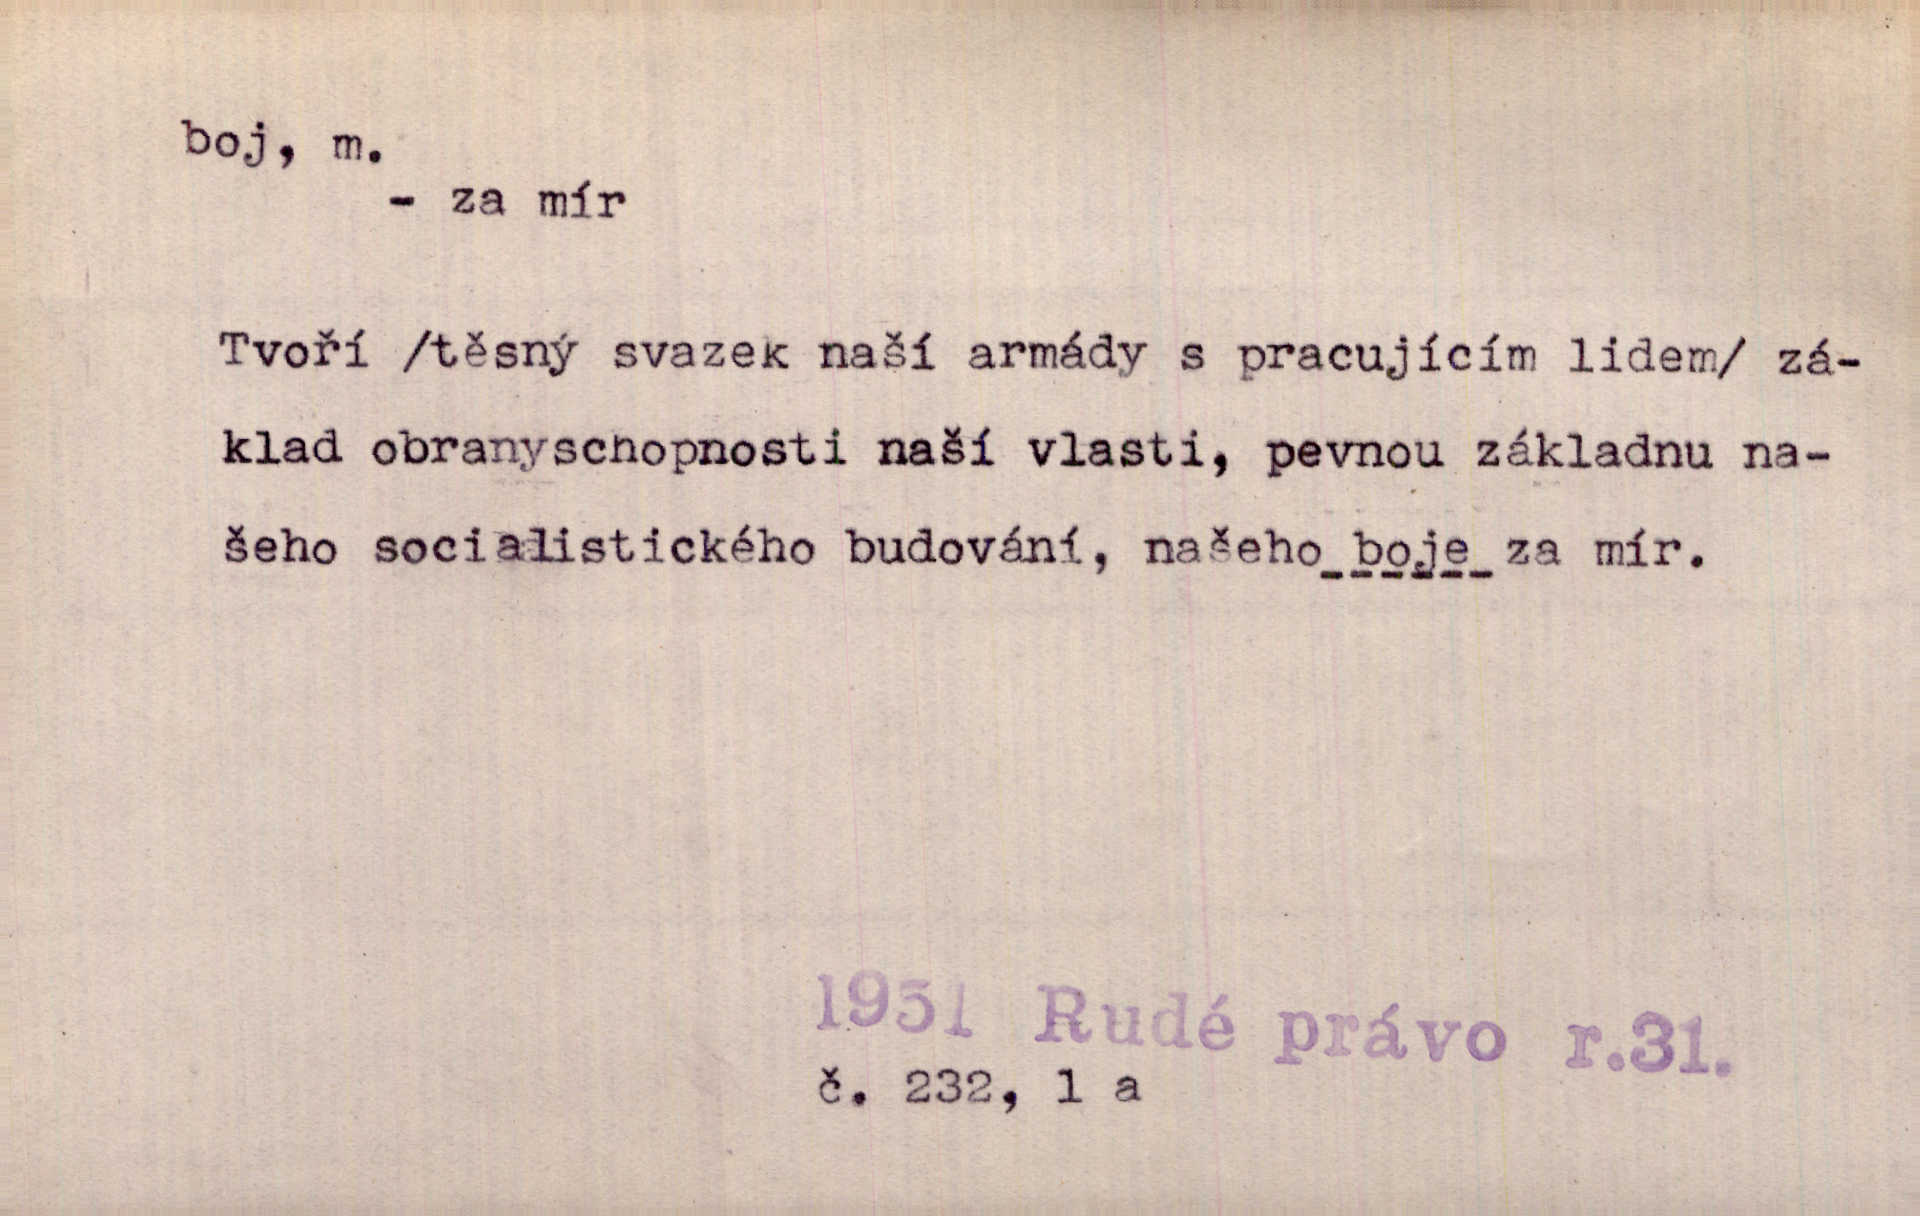 boj, m.
- za mír
Tvoří /těsný svazek naší armády s pracujícím lidem/ zá-
klad obranyschopnosti naší vlasti, pevnou základnu na-
šeho socialistického budování, našeho boje za mír.
1951 Rudé právo r.31.
č. 232, 1 a